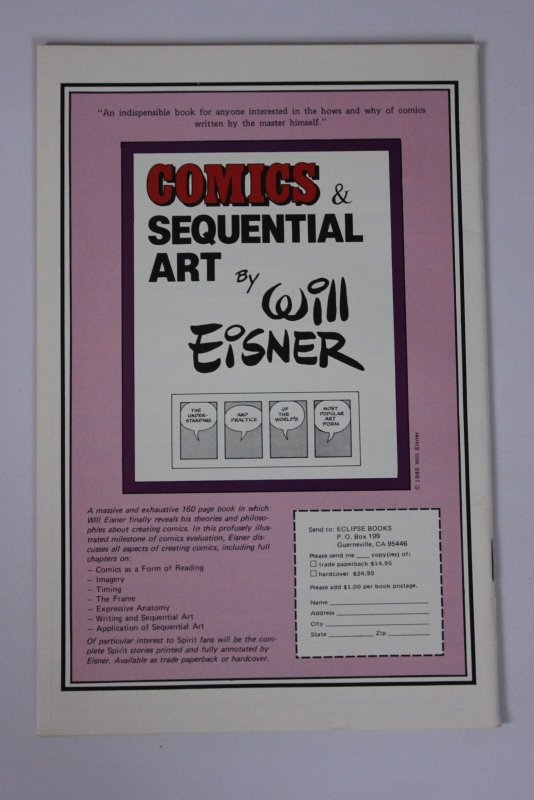 "An indispensible book for anyone interested in the hows and why of comics
written by the master himself."
COMICS &
SEQUENTIAL
ART By
Will
EiSNER
THE
UNDER-
STANDING
AND
PRACTICE
OF
THE
WORLD'S
MOST
POPULAR
ART
FORM
© 1985 Will Eisner
A massive and exhaustive 160 page book in which
Will Eisner finally reveals his theories and philoso-
phies about creating comics. In this profusely illus-
trated milestone of comics evaluation, Eisner dis-
cusses all aspects of creating comics, including full
chapters on:
— Comics as a Form of Reading
— Imagery
— Timing
— The Frame
— Expressive Anatomy
— Writing and Sequential Art
— Application of Sequential Art
Of particular interest to Spirit fans will be the com-
plete Spirit stories printed and fully annotated by
Eisner. Available as trade paperback or hardcover.
Send to: ECLIPSE BOOKS
P. O. Box 199
Guerneville, CA 95446
Please send me ____ copy(ies) of:
☐ trade paperback $14.95
☐ hardcover $24.95
Please add $1.00 per book postage.
Name ____
Address ____
City ____
State ____ Zip ____